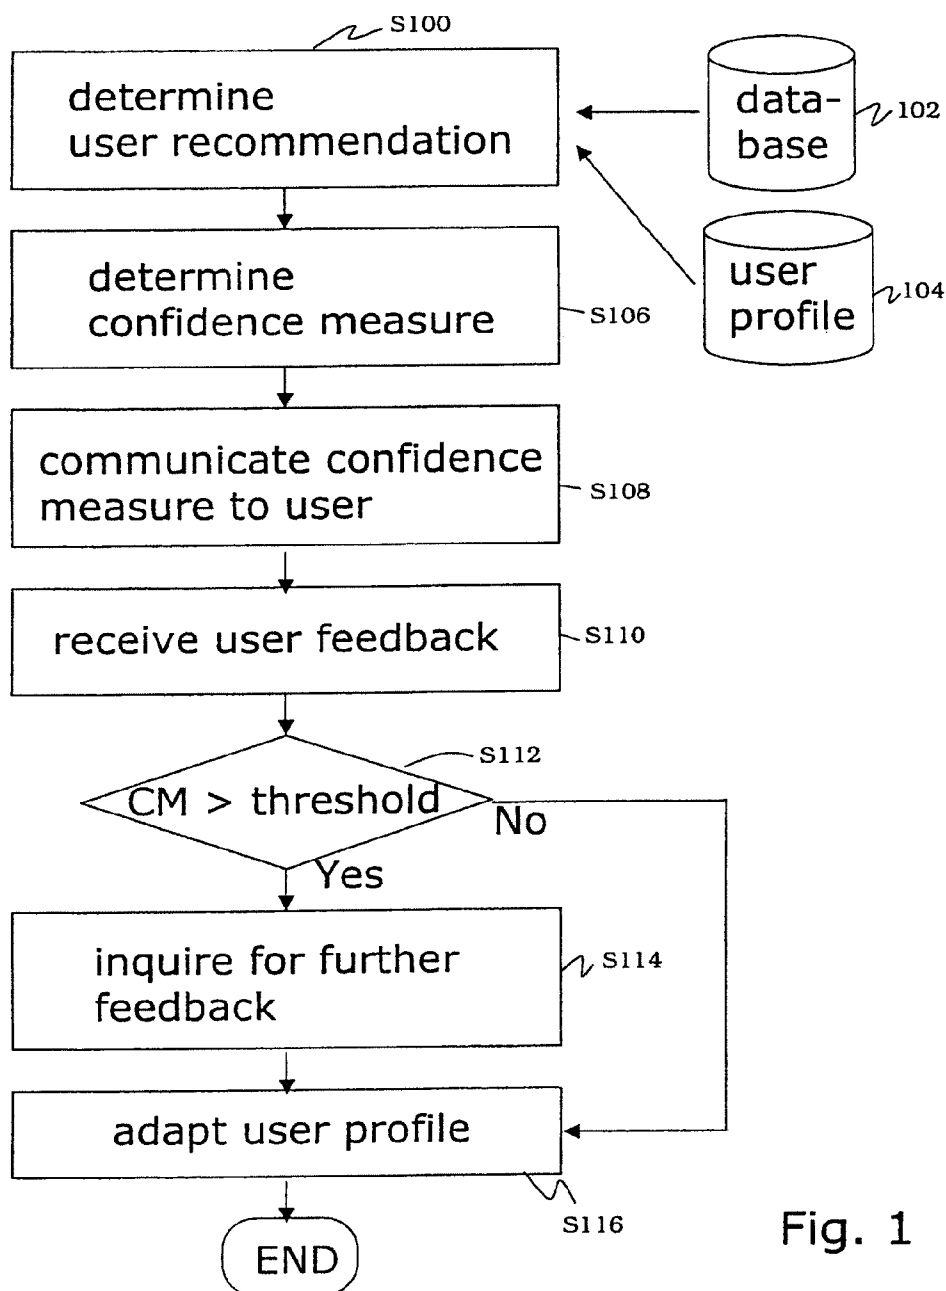 S100
determine
user recommendation
data-
base
102
user
profile
104
determine
confidence measure
S106
communicate confidence
measure to user
S108
receive user feedback
S110
S112
CM > threshold
No
Yes
inquire for further
feedback
S114
adapt user profile
S116
END
Fig. 1